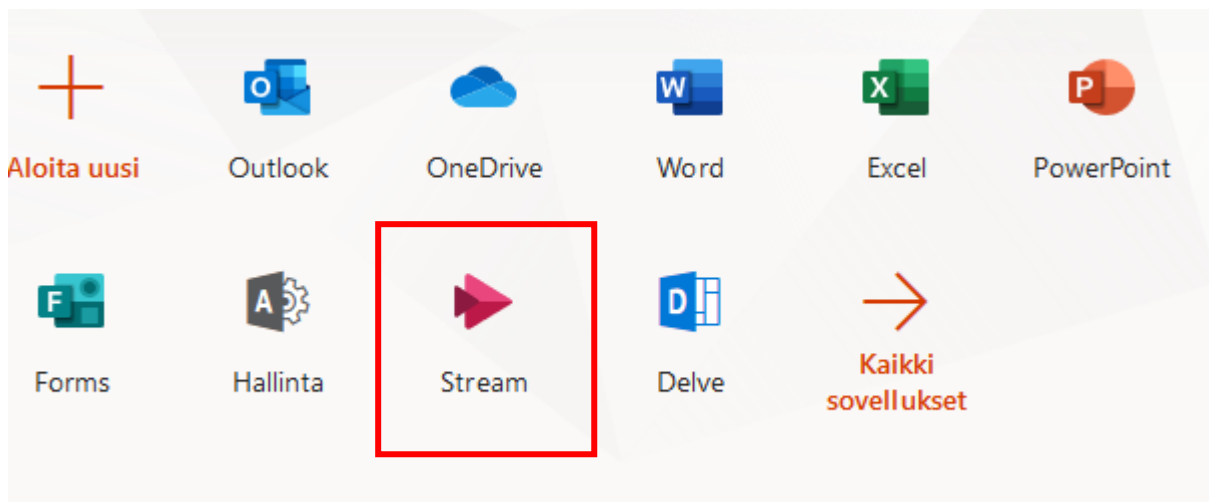 Aloita uusi
Outlook
OneDrive
Word
Excel
PowerPoint
Forms
Hallinta
Stream
Delve
Kaikki
sovellukset